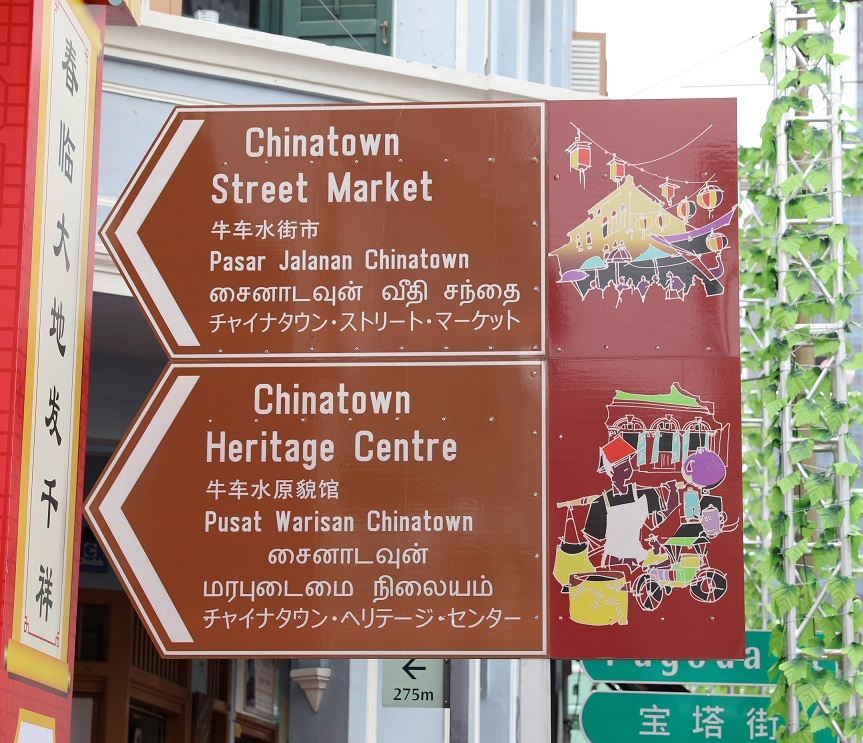 春临大地发千祥
Chinatown
Street Market
牛车水街市
Pasar Jalanan Chinatown
சைனாடவுன் வீதி சந்தை
チャイナタウン・ストリート・マーケット
Chinatown
Heritage Centre
牛车水原貌馆
Pusat Warisan Chinatown
சைனாடவுன்
மரபுடைமை நிலையம்
チャイナタウン・ヘリテージ・センター
275m
Pagoda
宝塔街